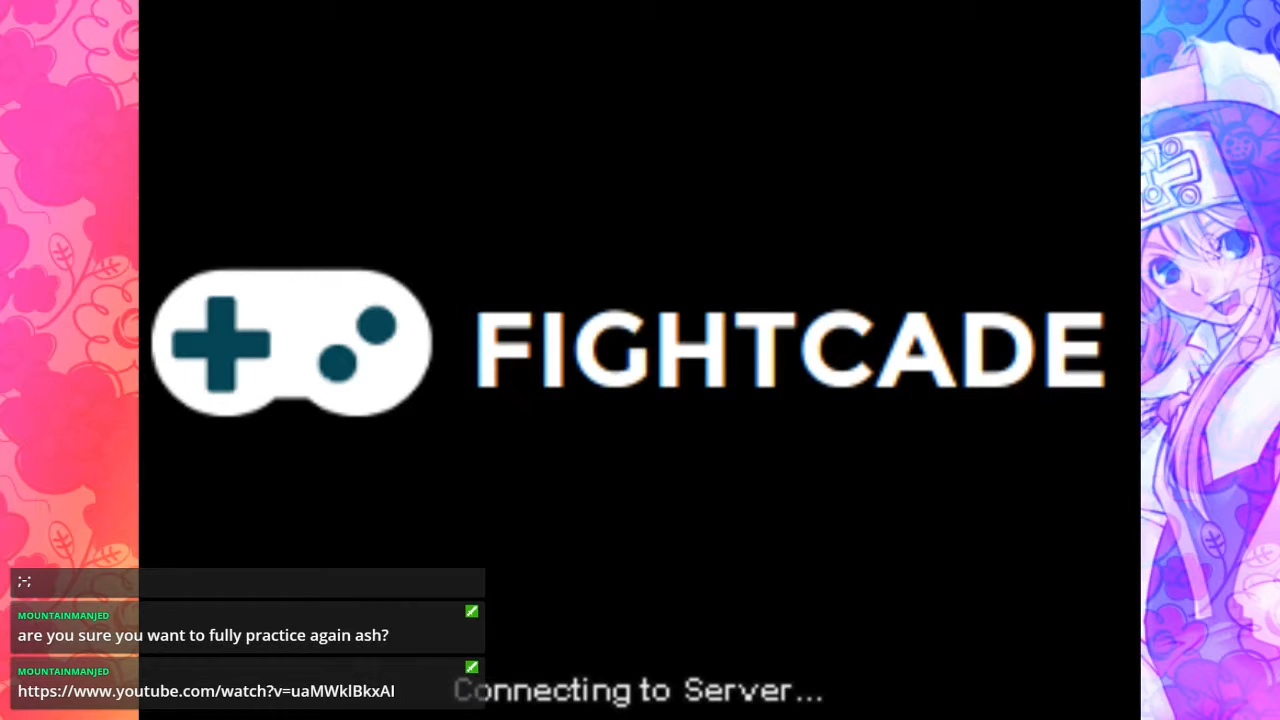 FIGHTCADE
;-;
MOUNTAINMANJED
are you sure you want to fully practice again ash?
MOUNTAINMANJED
https://www.youtube.com/watch?v=uaMWklBkxAI
Connecting to Server...